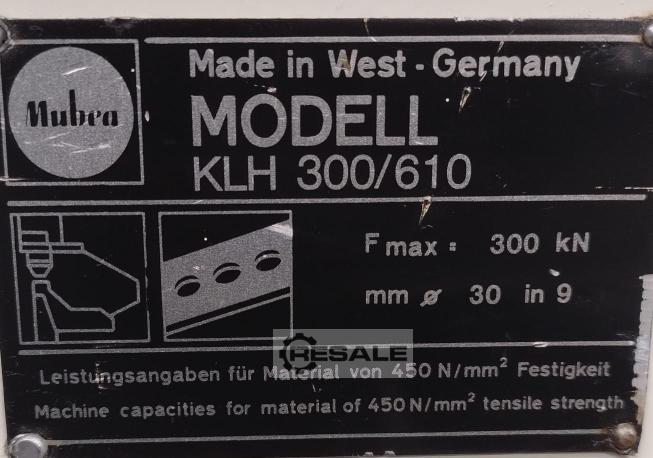 Mubea
Made in West - Germany
MODELL
KLH 300/610
F max = 300 kN
mm ø 30 in 9
RESALE
Leistungsangaben für Material von 450 N/mm² Festigkeit
Machine capacities for material of 450 N/mm² tensile strength